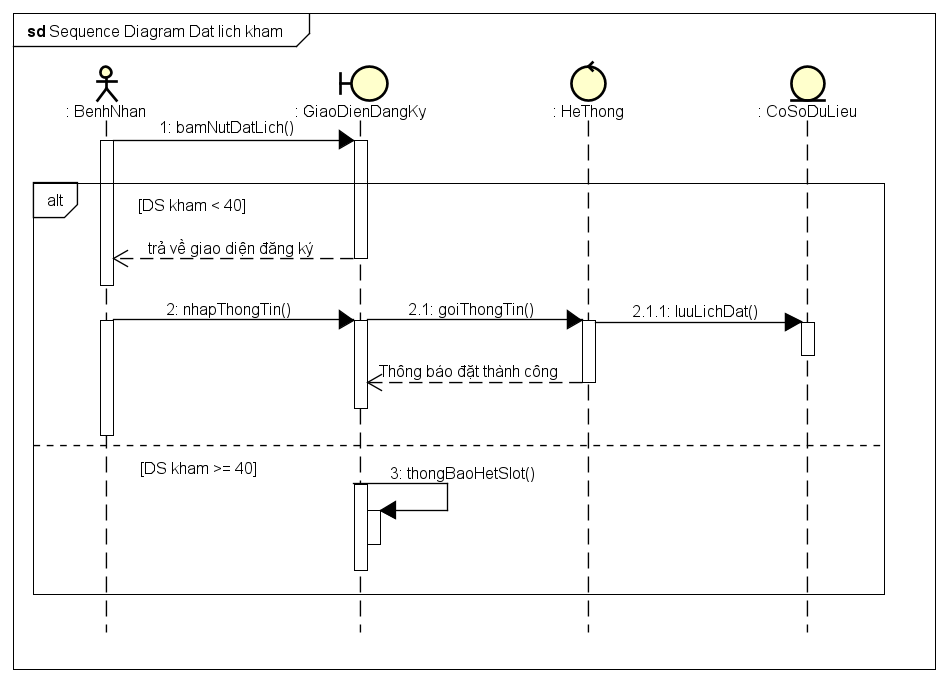 sd Sequence Diagram Dat lich kham
: BenhNhan
: GiaoDienDangKy
: HeThong
: CoSoDuLieu
1: bamNutDatLich()
alt
[DS kham < 40]
trả về giao diện đăng ký
2: nhapThongTin()
2.1: goiThongTin()
2.1.1: luuLichDat()
Thông báo đặt thành công
[DS kham >= 40]
3: thongBaoHetSlot()